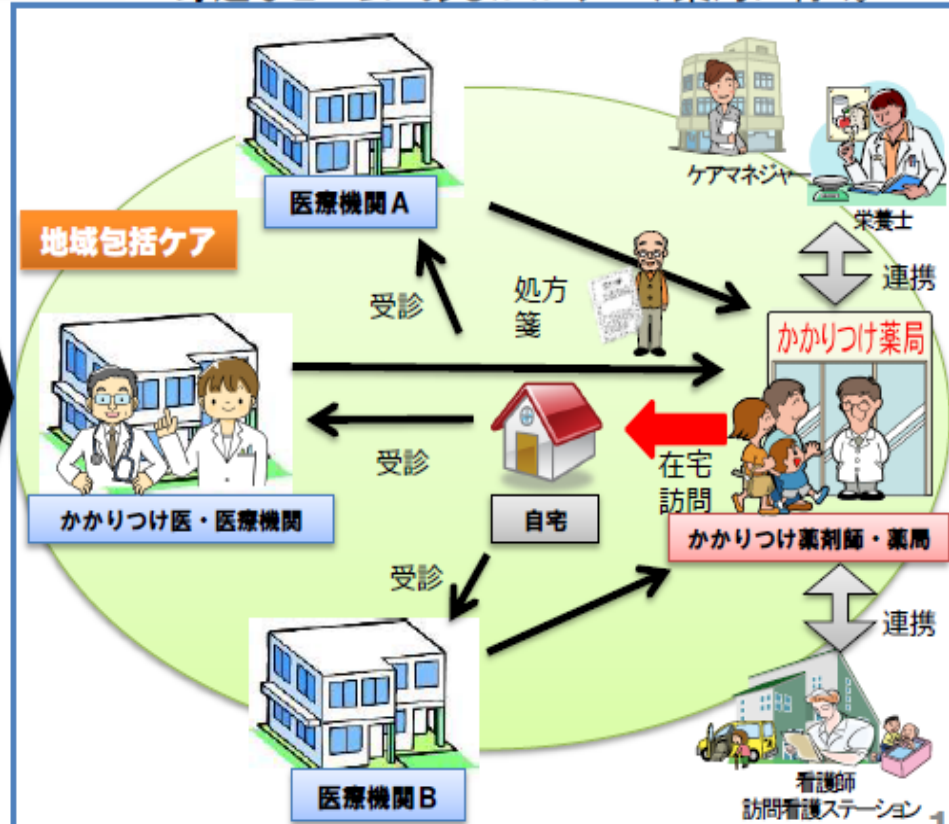 医療機関A
ケアマネジャー
栄養士
地域包括ケア
受診
処方
箋
連携
かかりつけ薬局
受診
在宅
訪問
かかりつけ医・医療機関
自宅
かかりつけ薬剤師・薬局
受診
連携
医療機関B
看護師
訪問看護ステーション
1